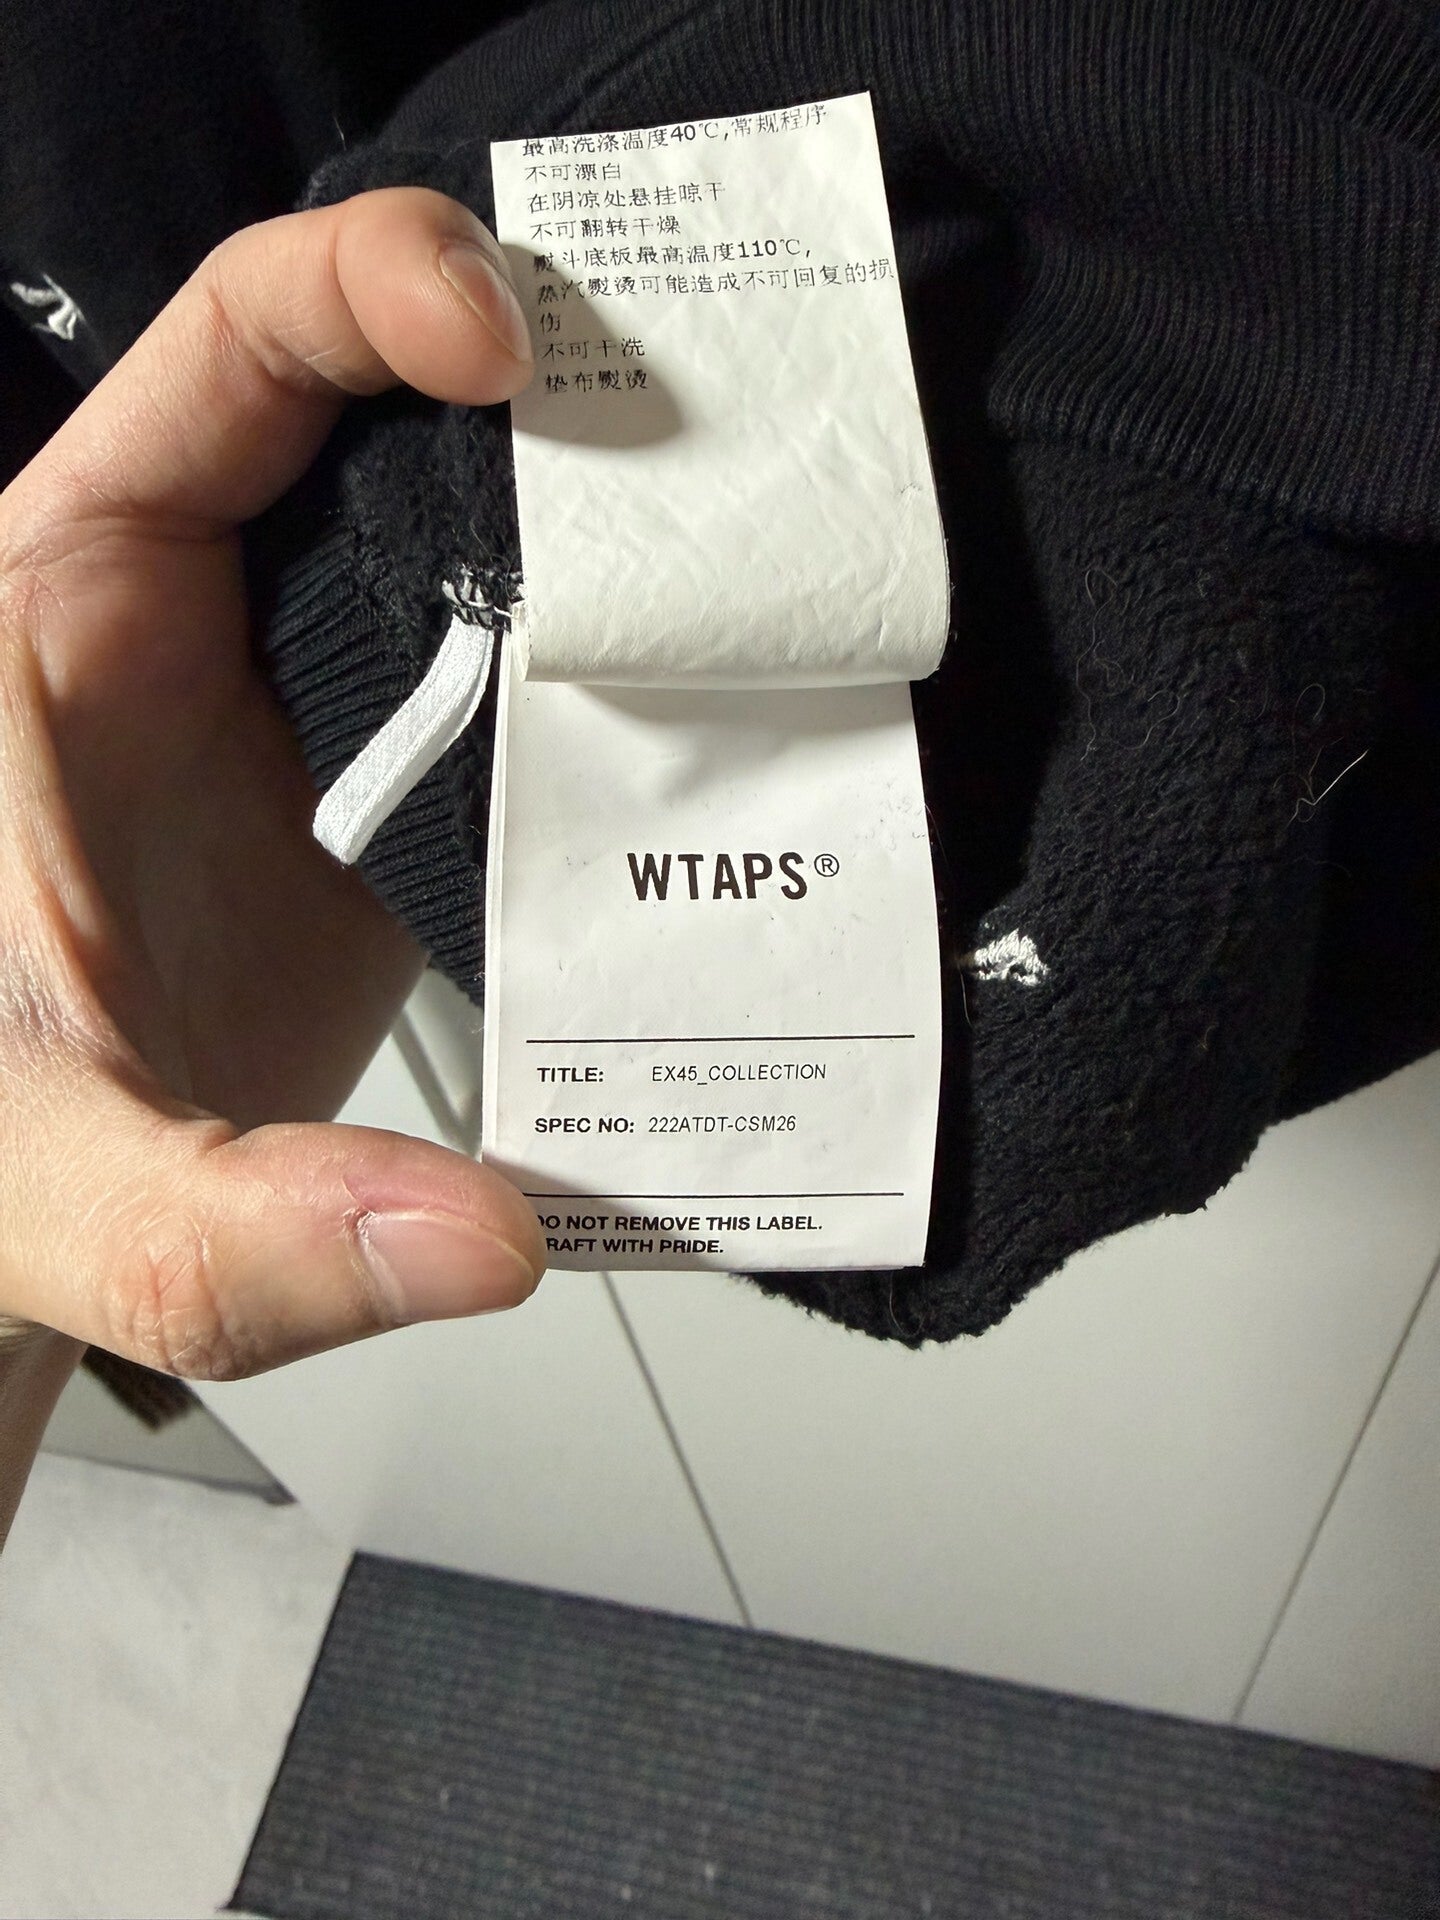 最高洗涤温度40℃,常规程序
不可漂白
在阴凉处悬挂晾干
不可翻转干燥
熨斗底板最高温度110℃,
蒸汽熨烫可能造成不可回复的损
伤
不可干洗
垫布熨烫
WTAPS®
TITLE: EX45_COLLECTION
SPEC NO: 222ATDT-CSM26
DO NOT REMOVE THIS LABEL.
RAFT WITH PRIDE.